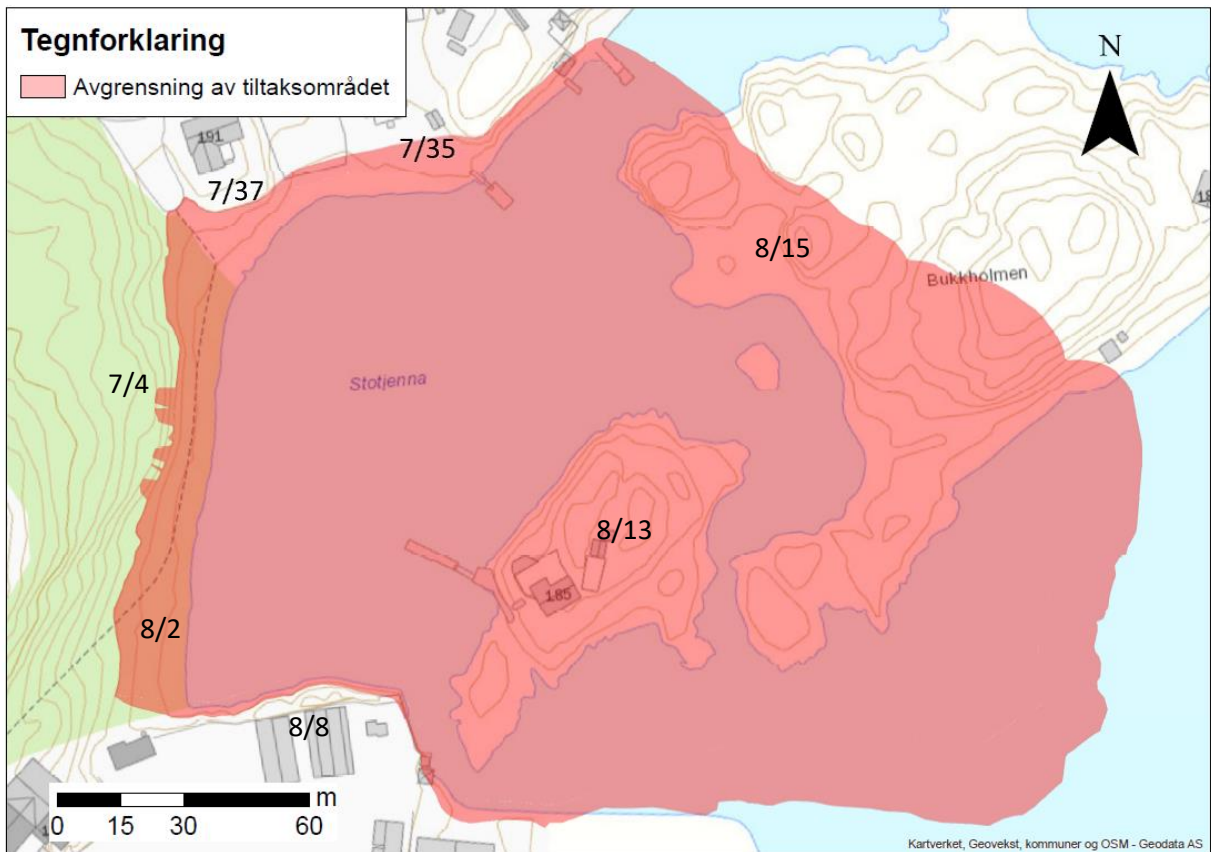 Tegnforklaring
Avgrensning av tiltaksområdet
N
191
7/35
7/37
8/15
Bukkholmen
7/4
Stotjenna
8/13
185
8/2
8/8
m
0 15 30 60
Kartverket, Geovekst, kommuner og OSM - Geodata AS